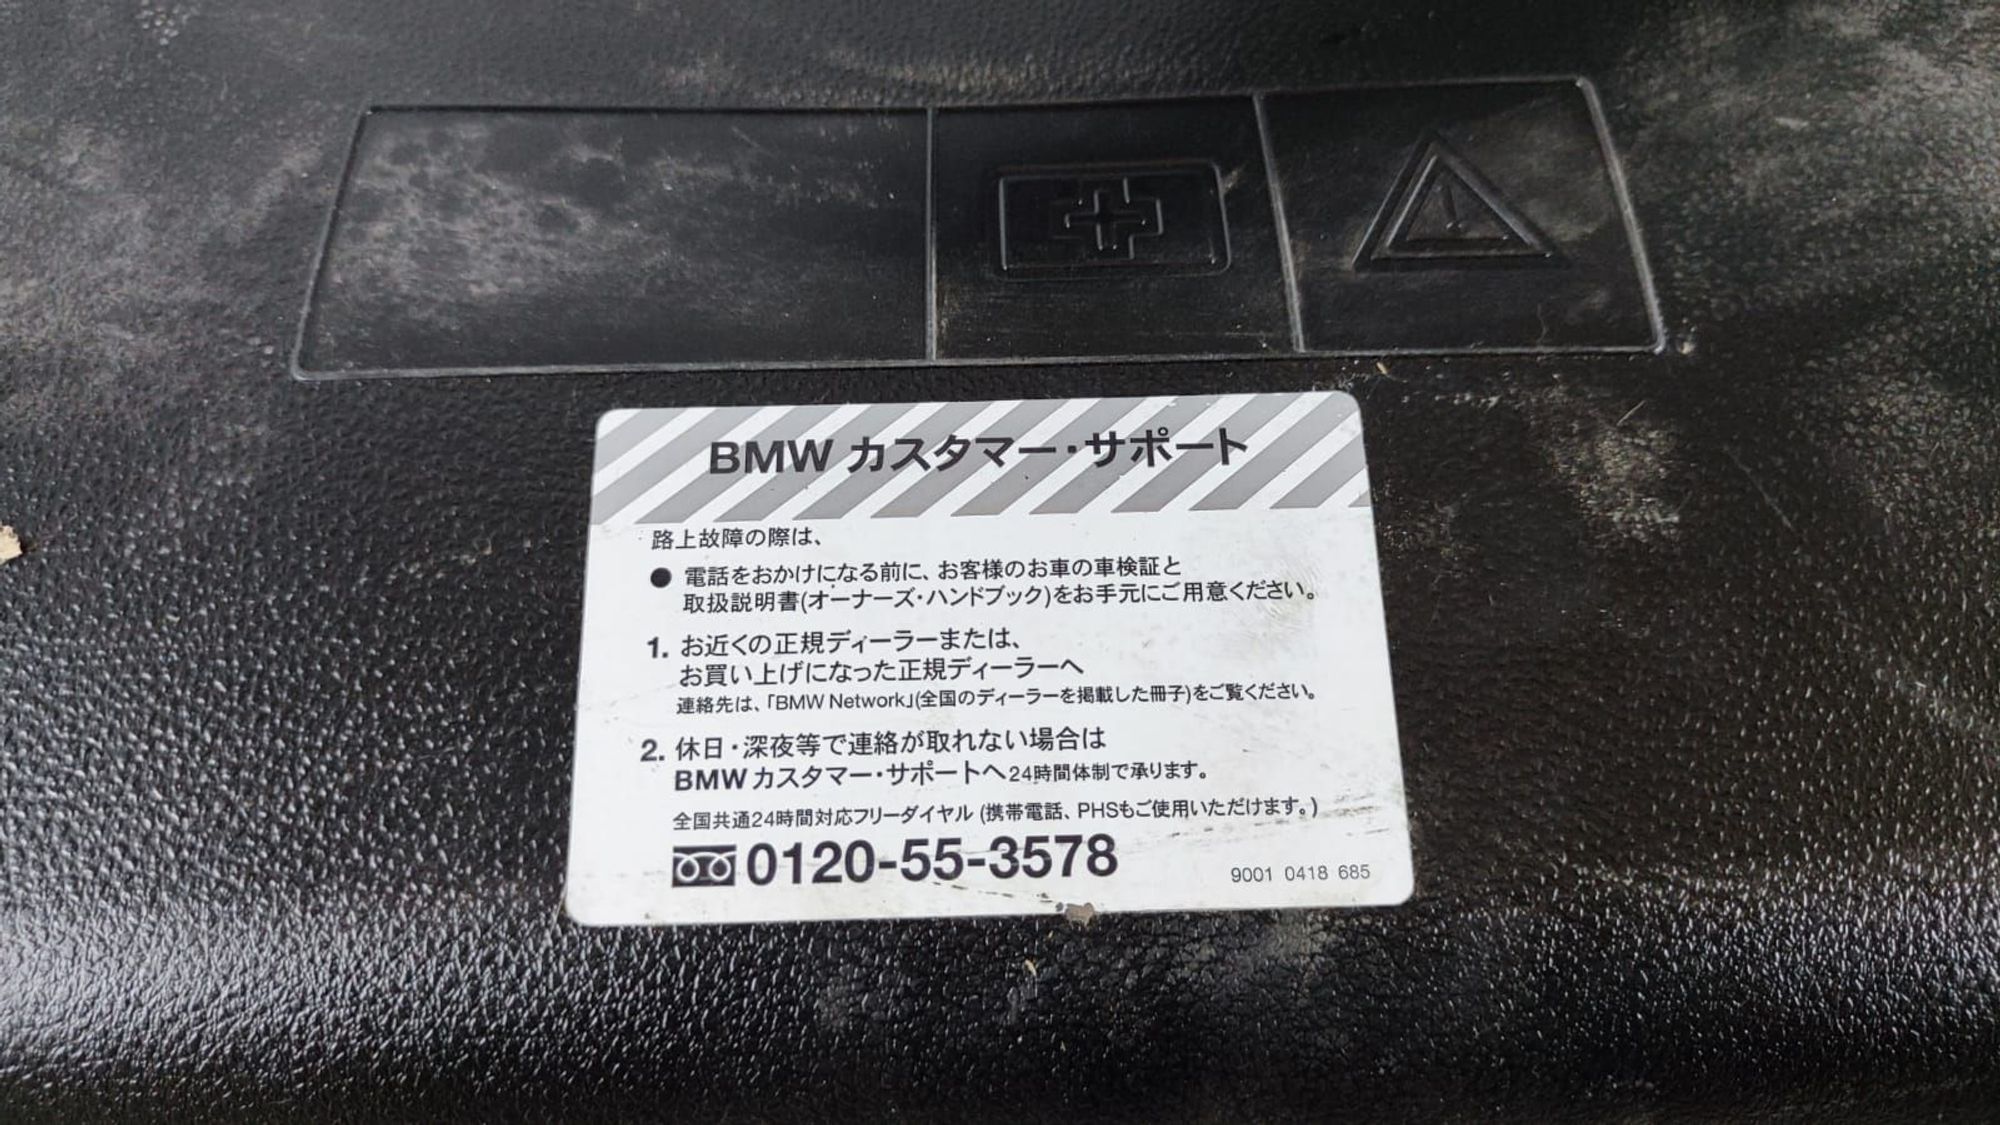 BMW カスタマー・サポート
路上故障の際は、
● 電話をおかけになる前に、お客様のお車の車検証と
取扱説明書(オーナーズ・ハンドブック)をお手元にご用意ください。
1. お近くの正規ディーラーまたは、
お買い上げになった正規ディーラーへ
連絡先は、「BMW Network」(全国のディーラーを掲載した冊子)をご覧ください。
2. 休日・深夜等で連絡が取れない場合は
BMW カスタマー・サポートへ 24時間体制で承ります。
全国共通24時間対応フリーダイヤル (携帯電話、PHSもご使用いただけます。)
0120-55-3578
9001 0418 685